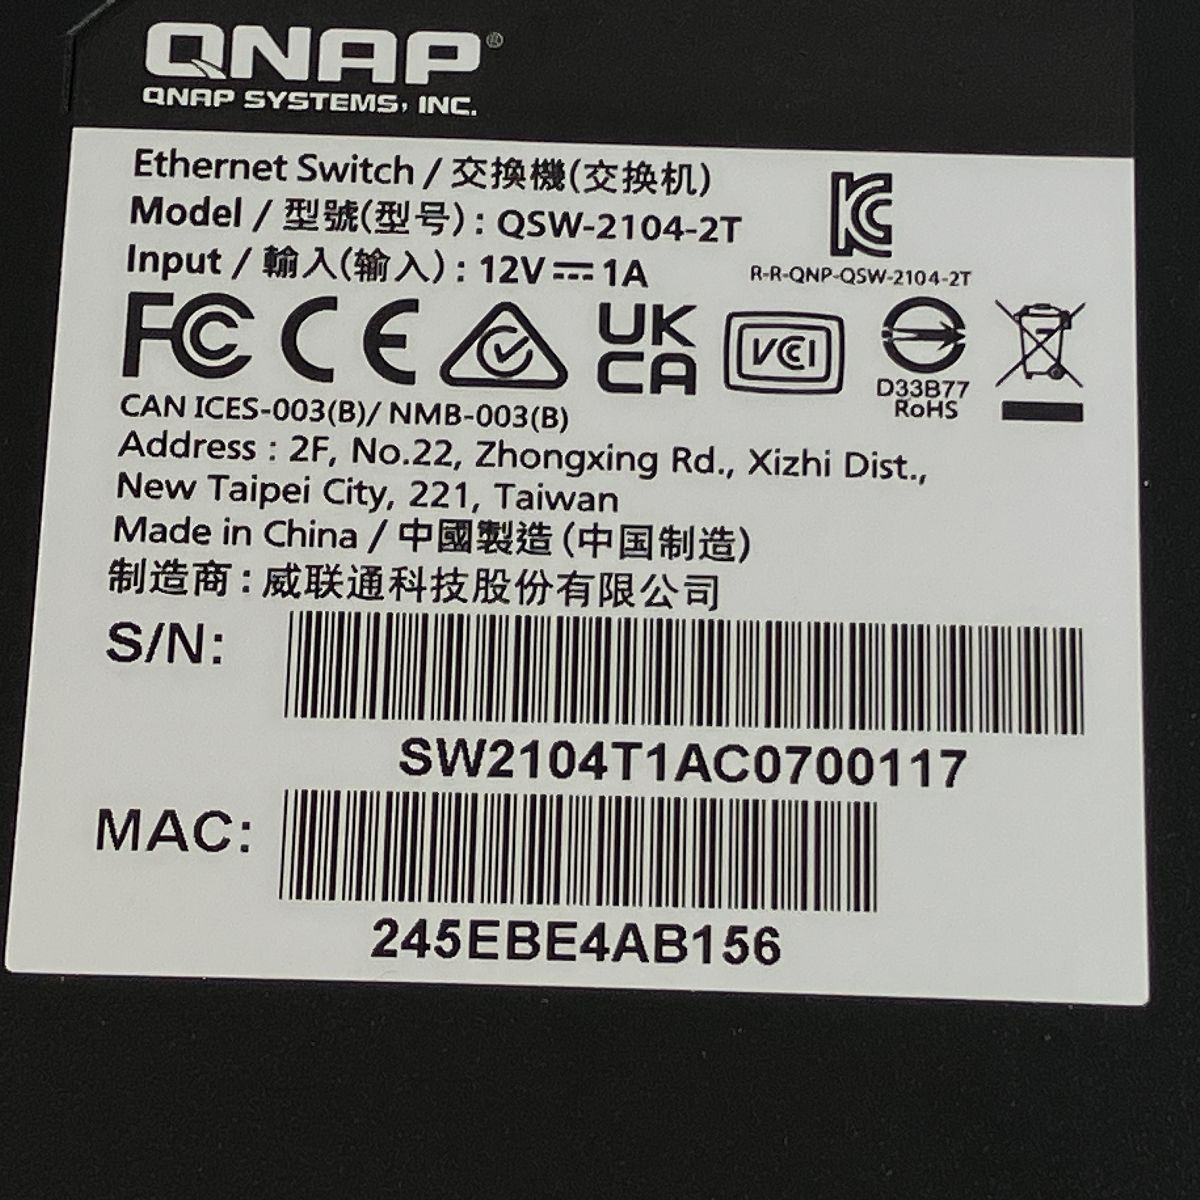 QNAP®
QNAP SYSTEMS, INC.
Ethernet Switch / 交換機(交换机)
Model / 型號(型号) : QSW-2104-2T
Input / 輸入(输入) : 12V⎓1A
R-R-QNP-QSW-2104-2T
FC CE UK CA VCCI
D33B77
RoHS
CAN ICES-003(B)/ NMB-003(B)
Address : 2F, No.22, Zhongxing Rd., Xizhi Dist.,
New Taipei City, 221, Taiwan
Made in China / 中國製造 (中国制造)
制造商 : 威联通科技股份有限公司
S/N:
SW2104T1AC0700117
MAC:
245EBE4AB156